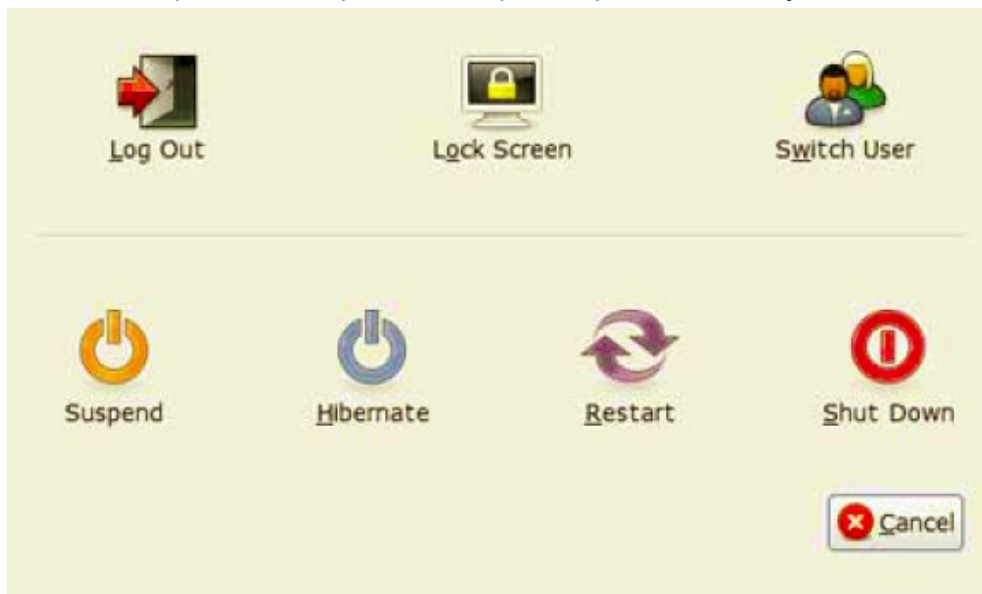 Log Out
Lock Screen
Switch User
Suspend
Hibernate
Restart
Shut Down
Cancel